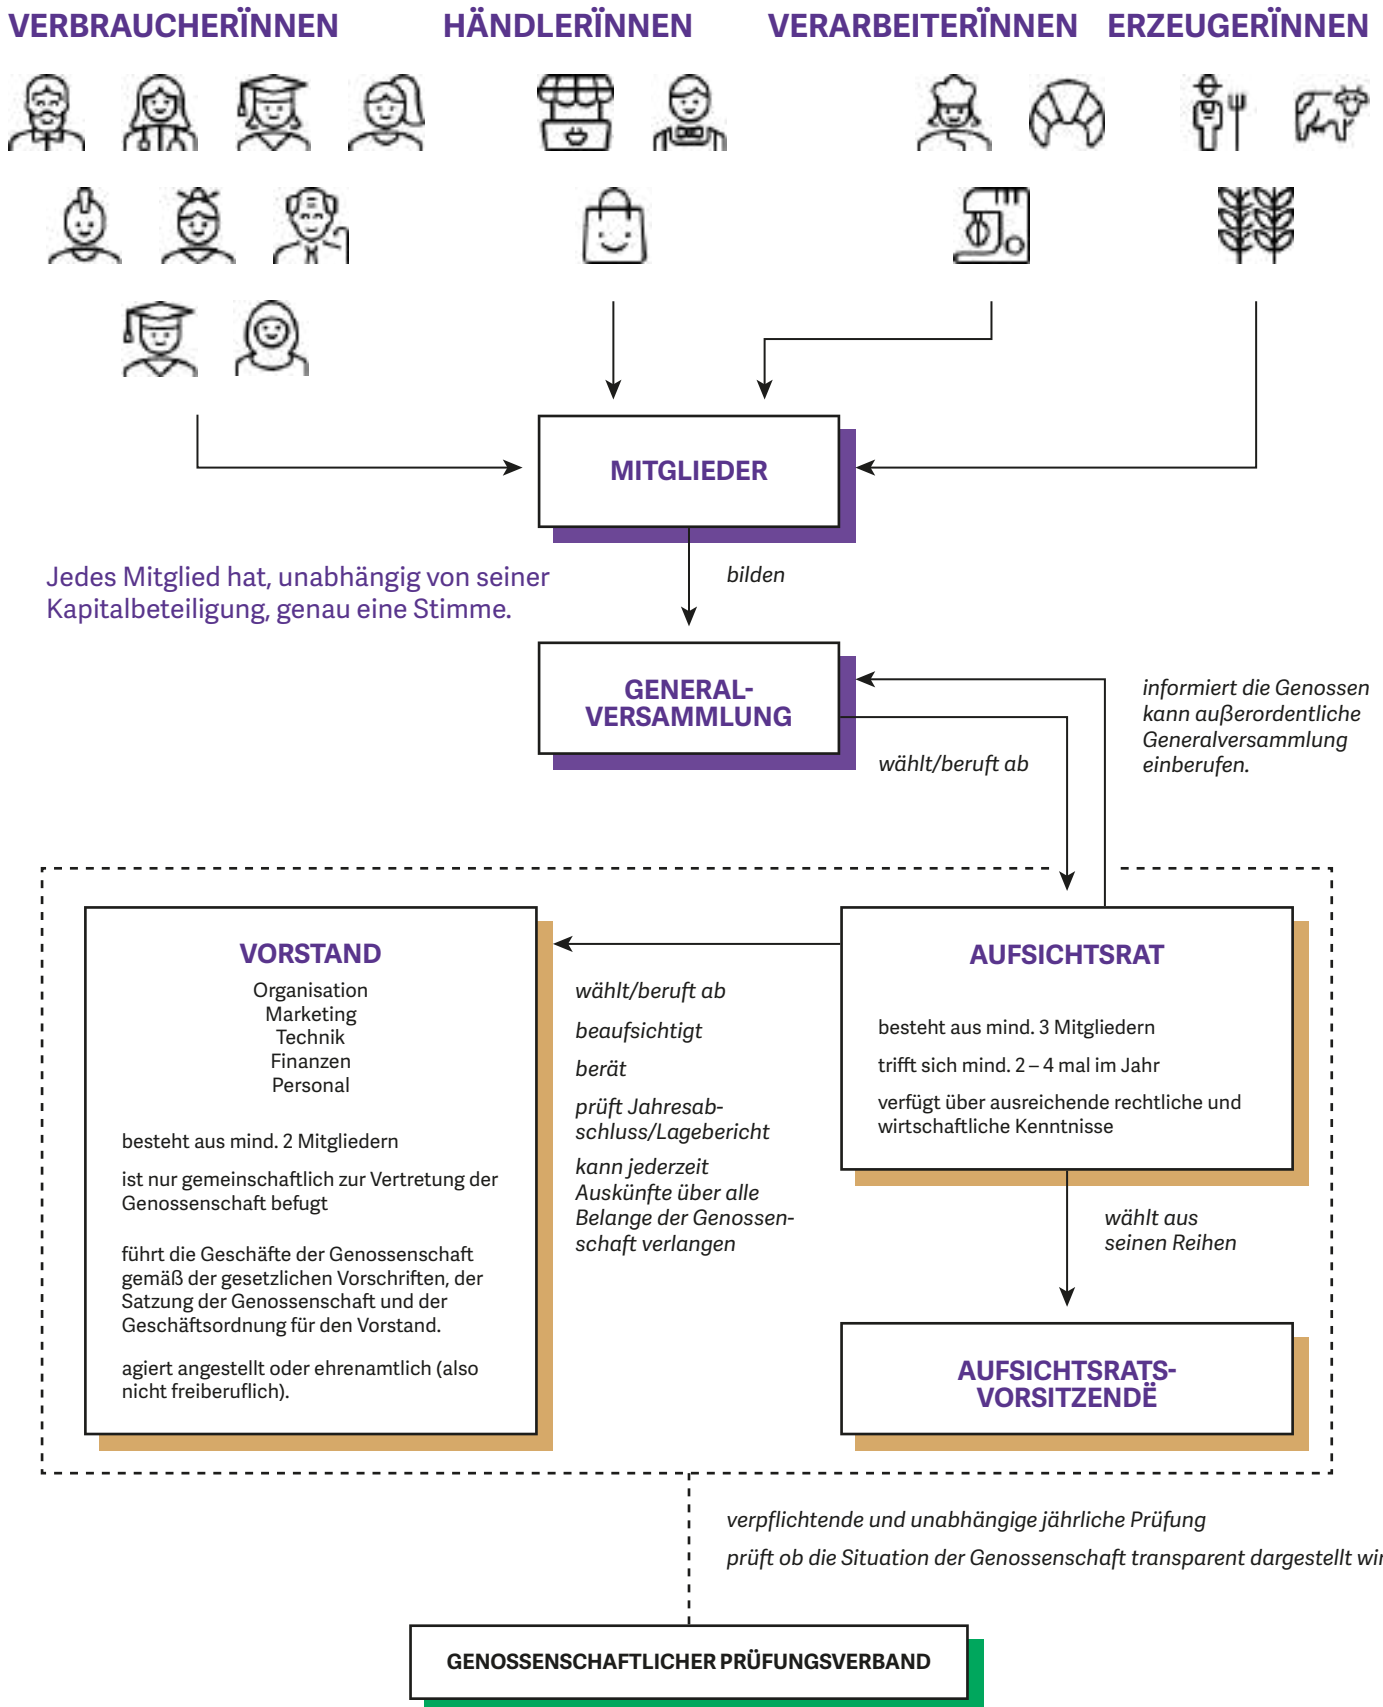 VERBRAUCHERÏNNEN
HÄNDLERÏNNEN
VERARBEITERÏNNEN
ERZEUGERÏNNEN
MITGLIEDER
Jedes Mitglied hat, unabhängig von seiner
Kapitalbeteiligung, genau eine Stimme.
bilden
GENERAL-
VERSAMMLUNG
wählt/beruft ab
informiert die Genossen
kann außerordentliche
Generalversammlung
einberufen.
VORSTAND
Organisation
Marketing
Technik
Finanzen
Personal
besteht aus mind. 2 Mitgliedern
ist nur gemeinschaftlich zur Vertretung der
Genossenschaft befugt
führt die Geschäfte der Genossenschaft
gemäß der gesetzlichen Vorschriften, der
Satzung der Genossenschaft und der
Geschäftsordnung für den Vorstand.
agiert angestellt oder ehrenamtlich (also
nicht freiberuflich).
wählt/beruft ab
beaufsichtigt
berät
prüft Jahresab-
schluss/Lagebericht
kann jederzeit
Auskünfte über alle
Belange der Genossen-
schaft verlangen
AUFSICHTSRAT
besteht aus mind. 3 Mitgliedern
trifft sich mind. 2 – 4 mal im Jahr
verfügt über ausreichende rechtliche und
wirtschaftliche Kenntnisse
wählt aus
seinen Reihen
AUFSICHTSRATS-
VORSITZENDË
verpflichtende und unabhängige jährliche Prüfung
prüft ob die Situation der Genossenschaft transparent dargestellt wir
GENOSSENSCHAFTLICHER PRÜFUNGSVERBAND